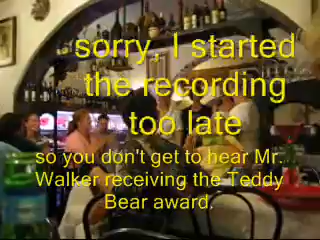 sorry, I started
the recording
too late
so you don't get to hear Mr.
Walker receiving the Teddy
Bear award.